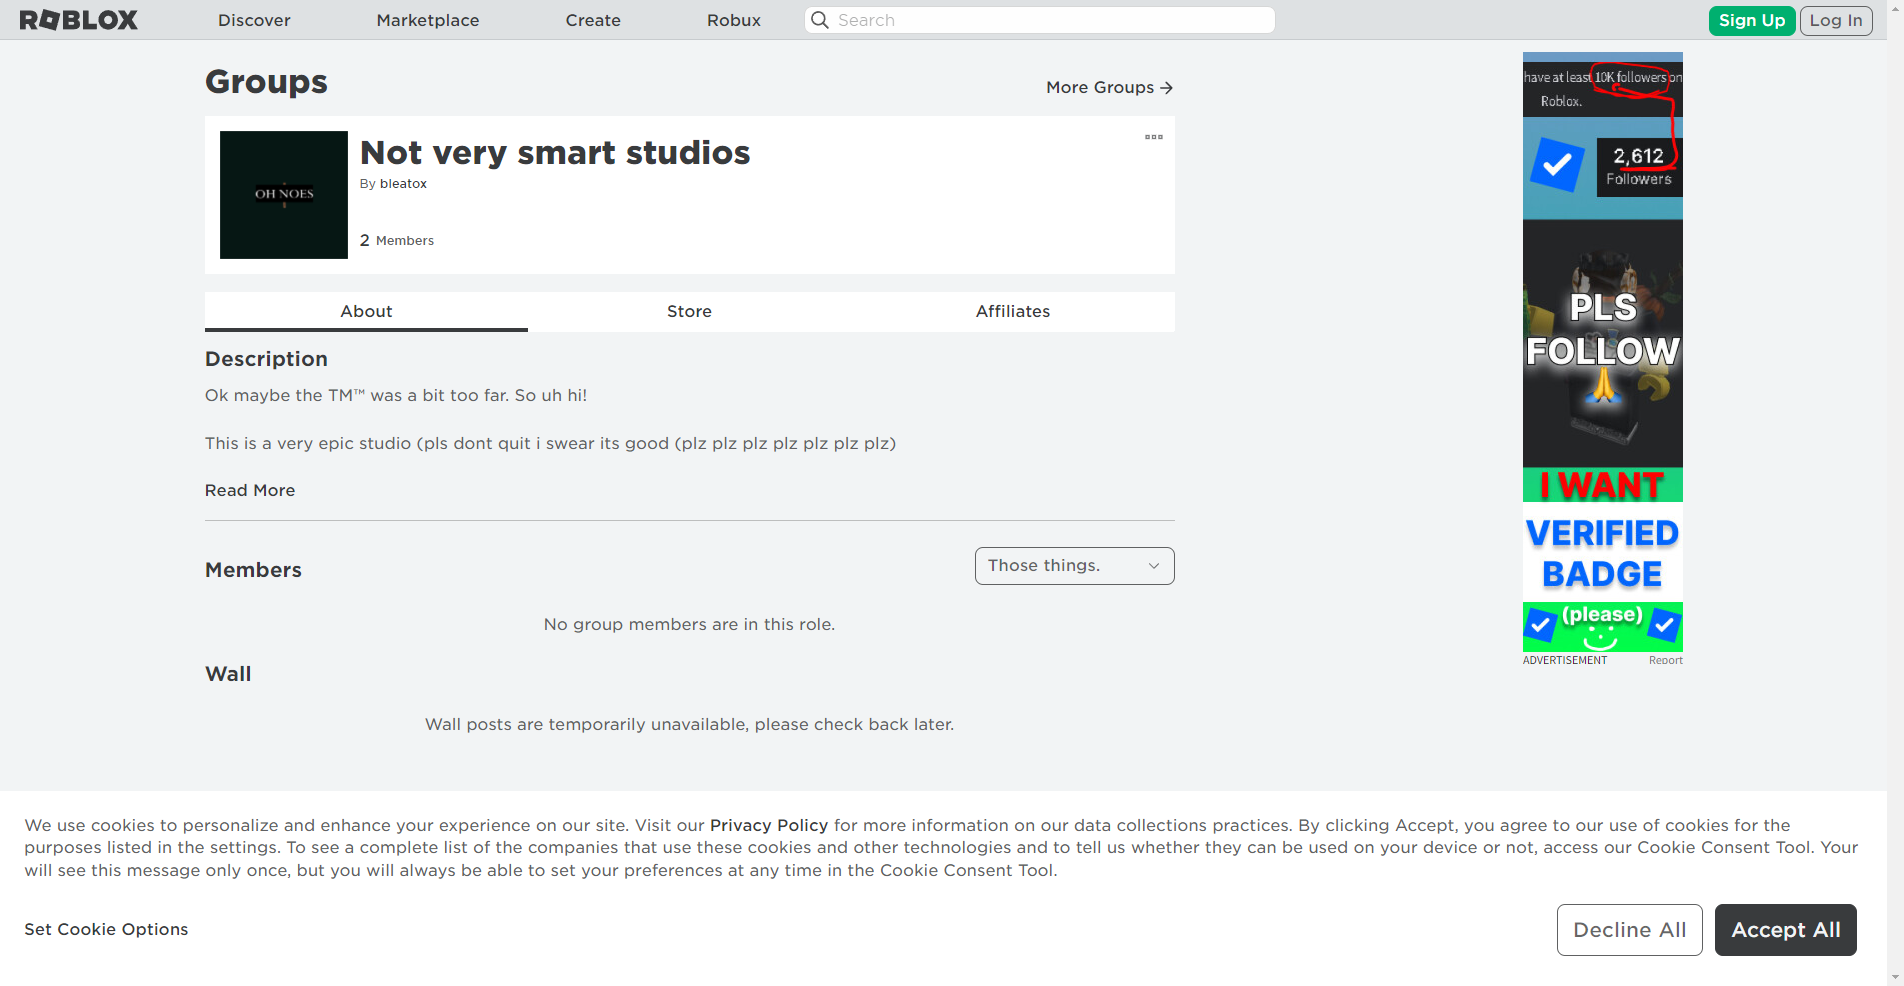 ROBLOX
Discover
Marketplace
Create
Robux
Search
Sign Up
Log In
Groups
More Groups
OH NOES
Not very smart studios
By bleatox
2 Members
About
Store
Affiliates
Description
Ok maybe the TM™ was a bit too far. So uh hi!
This is a very epic studio (pls dont quit i swear its good (plz plz plz plz plz plz plz)
Read More
Members
Those things.
No group members are in this role.
Wall
Wall posts are temporarily unavailable, please check back later.
have at least 10K followers on
Roblox.
2,612
Followers
PLS
FOLLOW
I WANT
VERIFIED
BADGE
(please)
ADVERTISEMENT
Report
We use cookies to personalize and enhance your experience on our site. Visit our Privacy Policy for more information on our data collections practices. By clicking Accept, you agree to our use of cookies for the
purposes listed in the settings. To see a complete list of the companies that use these cookies and other technologies and to tell us whether they can be used on your device or not, access our Cookie Consent Tool. Your
will see this message only once, but you will always be able to set your preferences at any time in the Cookie Consent Tool.
Set Cookie Options
Decline All
Accept All